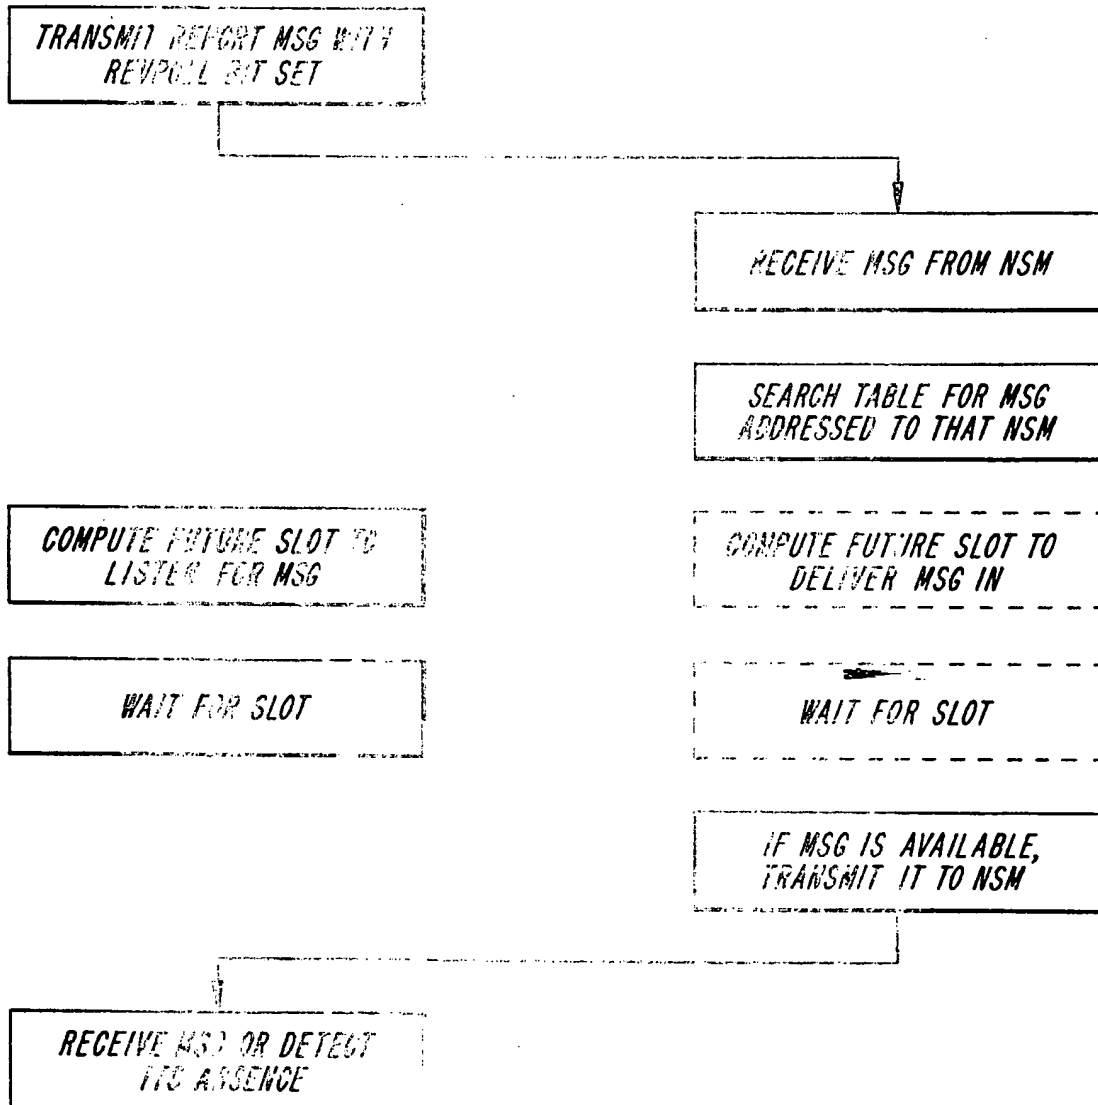 TRANSMIT REPORT MSG WITH
REVPOLL BIT SET
RECEIVE MSG FROM NSM
SEARCH TABLE FOR MSG
ADDRESSED TO THAT NSM
COMPUTE FUTURE SLOT TO
LISTEN FOR MSG
COMPUTE FUTURE SLOT TO
DELIVER MSG IN
WAIT FOR SLOT
WAIT FOR SLOT
IF MSG IS AVAILABLE,
TRANSMIT IT TO NSM
RECEIVE MSG OR DETECT
ITS ABSENCE